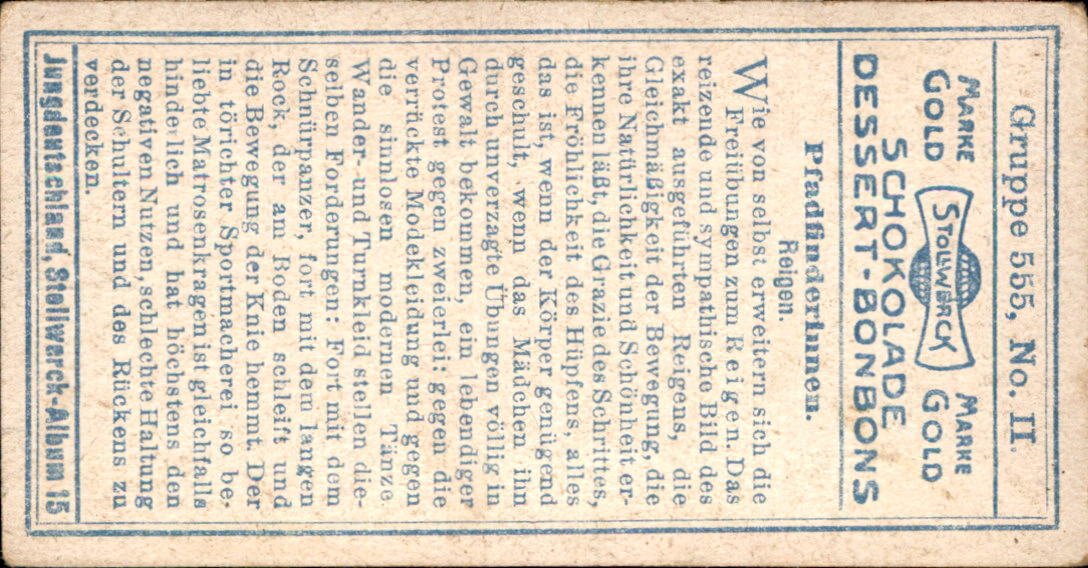 Gruppe 555, No. II.
MARKE GOLD STOLLWERCK MARKE GOLD
SCHOKOLADE
DESSERT-BONBONS
Pfadfinderinnen.
Reigen.
Wie von selbst erweitern sich die
Freiübungen zum Reigen. Das
reizende und sympathische Bild des
exakt ausgeführten Reigens, die
Gleichmäßigkeit der Bewegung, die
ihre Natürlichkeit und Schönheit er-
kennenläßt, die Grazie des Schrittes,
die Fröhlichkeit des Hüpfens, alles
das ist, wenn der Körper genügend
geschult, wenn das Mädchen ihn
durch unverzagte Übungen völlig in
Gewalt bekommen, ein lebendiger
Protest gegen zweierlei: gegen die
verrückte Modekleidung und gegen
die sinnlosen modernen Tänze.
Wander- und Turnkleid stellen die-
selben Forderungen: Fort mit dem
Schnürpanzer, fort mit dem langen
Rock, der am Boden schleift und
die Bewegung der Knie hemmt. Der
in törichter Sportmacherei so be-
liebte Matrosenkragen ist gleichfalls
hinderlich und hat höchstens den
negativen Nutzen, schlechte Haltung
der Schultern und des Rückens zu
verdecken.
Jungdeutschland, Stollwerck-Album 15